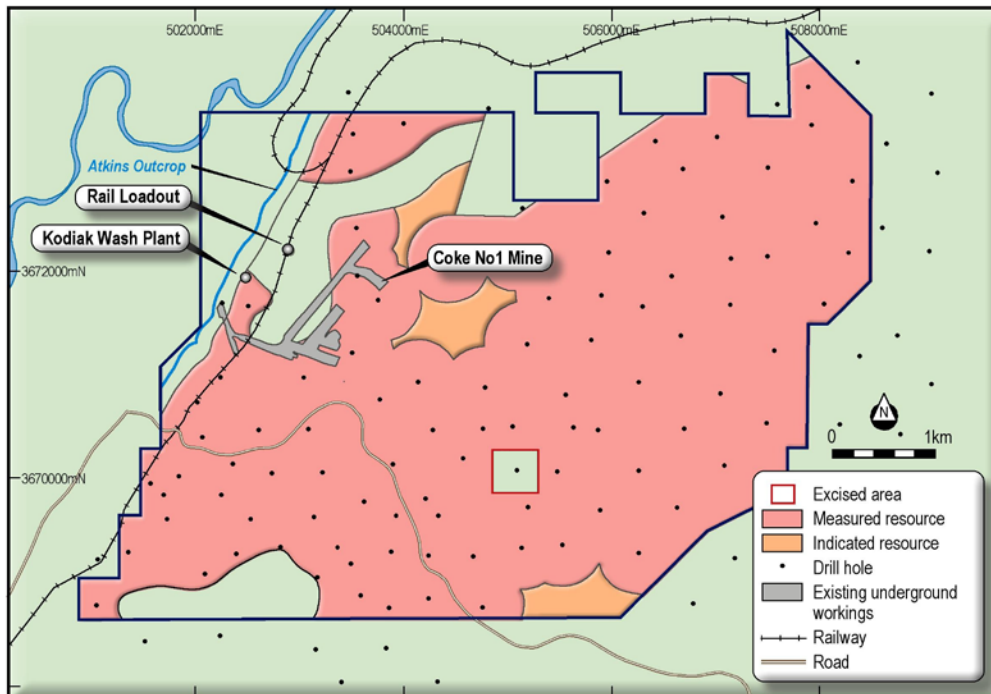 502000mE
504000mE
506000mE
508000mE
Atkins Outcrop
Rail Loadout
Kodiak Wash Plant
Coke No1 Mine
3672000mN
N
0 1km
3670000mN
Excised area
Measured resource
Indicated resource
Drill hole
Existing underground
workings
Railway
Road